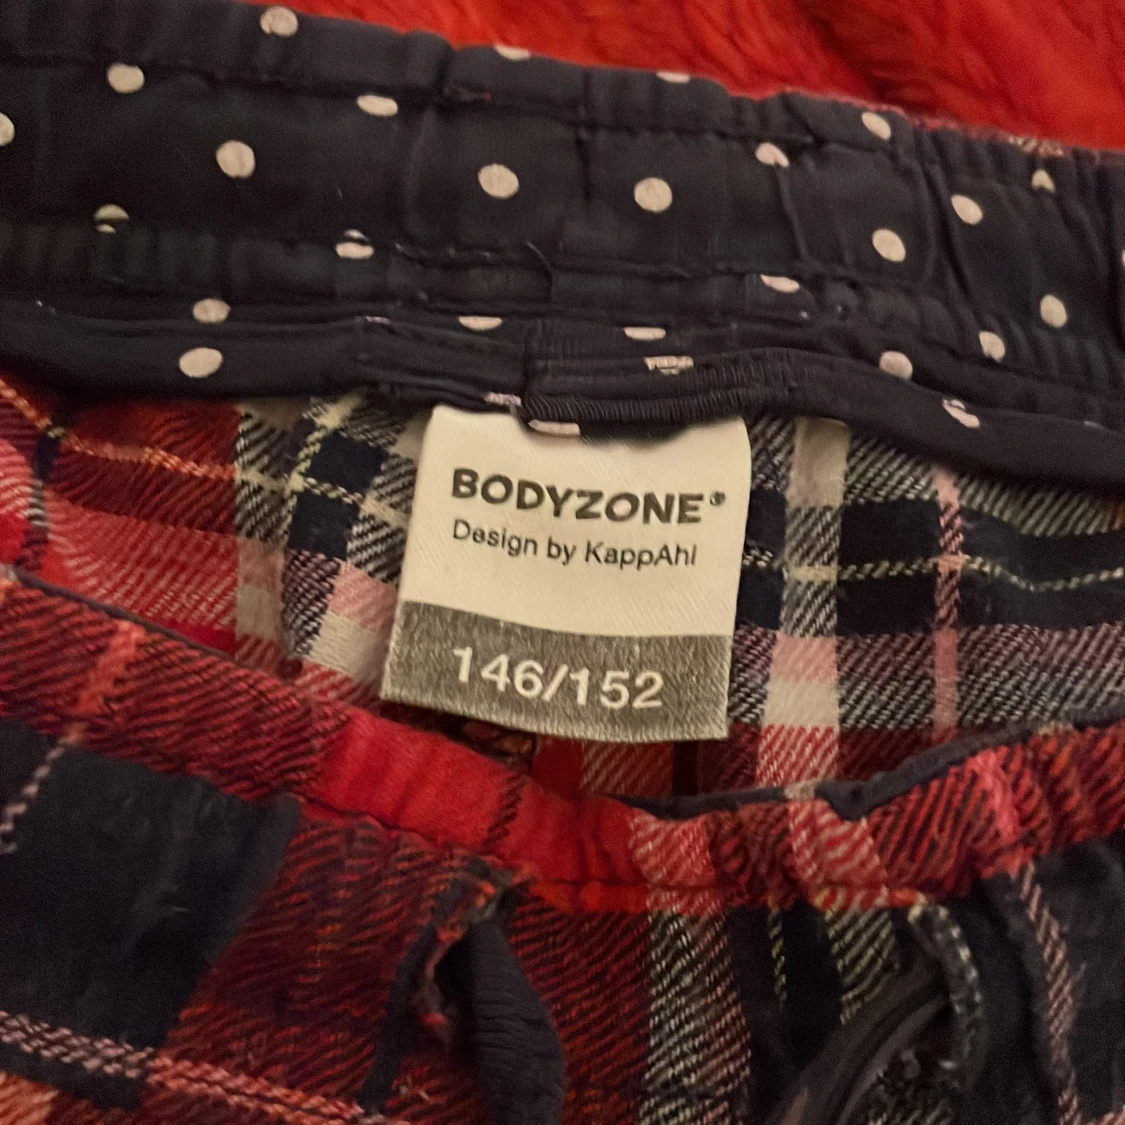 BODYZONE®
Design by KappAhl
146/152